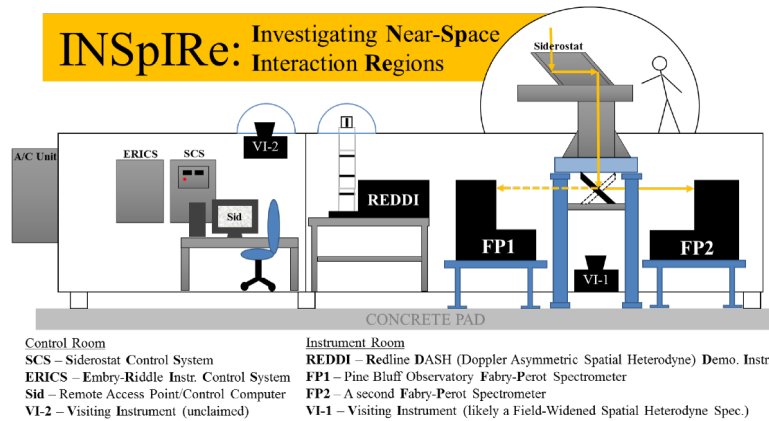 INSpIRe: Investigating Near-Space
Interaction Regions
Siderostat
A/C Unit
ERICS
SCS
VI-2
Sid
REDDI
FP1
VI-1
FP2
CONCRETE PAD
Control Room
SCS – Siderostat Control System
ERICS – Embry-Riddle Instr. Control System
Sid – Remote Access Point/Control Computer
VI-2 – Visiting Instrument (unclaimed)
Instrument Room
REDDI – Redline DASH (Doppler Asymmetric Spatial Heterodyne) Demo. Instr
FP1 – Pine Bluff Observatory Fabry-Perot Spectrometer
FP2 – A second Fabry-Perot Spectrometer
VI-1 – Visiting Instrument (likely a Field-Widened Spatial Heterodyne Spec.)